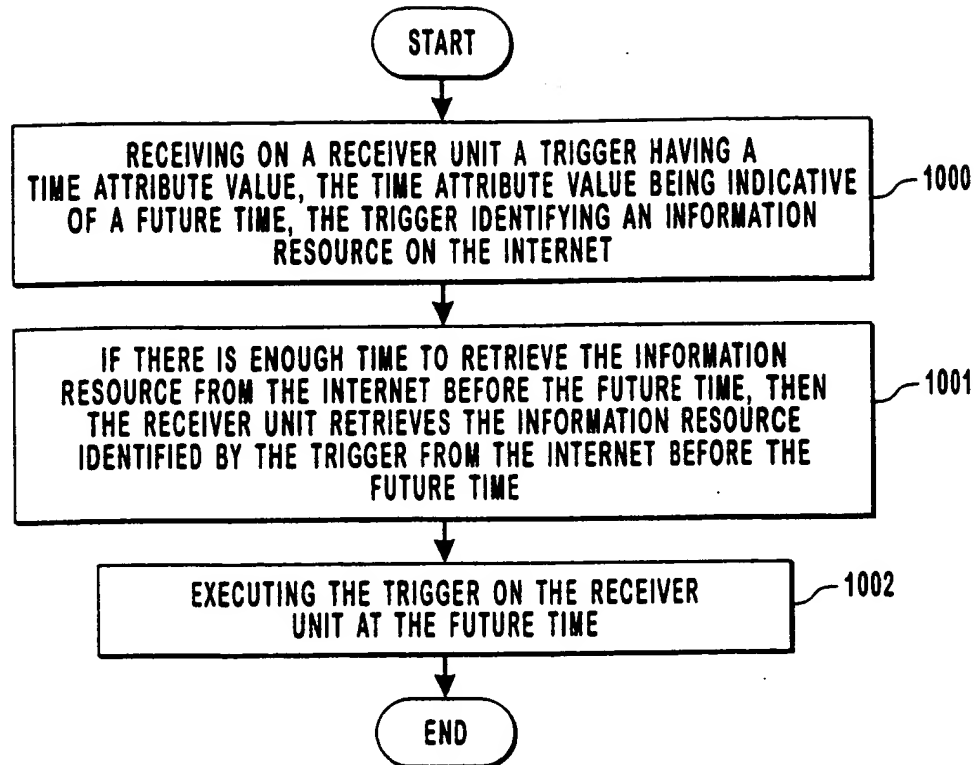 START
RECEIVING ON A RECEIVER UNIT A TRIGGER HAVING A
TIME ATTRIBUTE VALUE, THE TIME ATTRIBUTE VALUE BEING INDICATIVE
OF A FUTURE TIME, THE TRIGGER IDENTIFYING AN INFORMATION
RESOURCE ON THE INTERNET
1000
IF THERE IS ENOUGH TIME TO RETRIEVE THE INFORMATION
RESOURCE FROM THE INTERNET BEFORE THE FUTURE TIME, THEN
THE RECEIVER UNIT RETRIEVES THE INFORMATION RESOURCE
IDENTIFIED BY THE TRIGGER FROM THE INTERNET BEFORE THE
FUTURE TIME
1001
EXECUTING THE TRIGGER ON THE RECEIVER
UNIT AT THE FUTURE TIME
1002
END